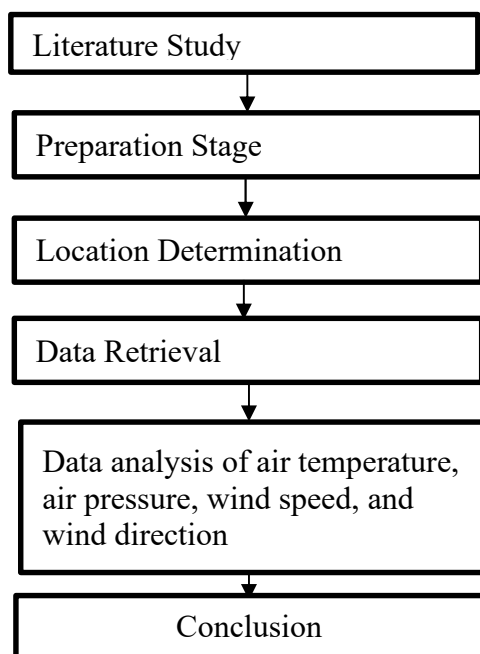 Literature Study
Preparation Stage
Location Determination
Data Retrieval
Data analysis of air temperature,
air pressure, wind speed, and
wind direction
Conclusion